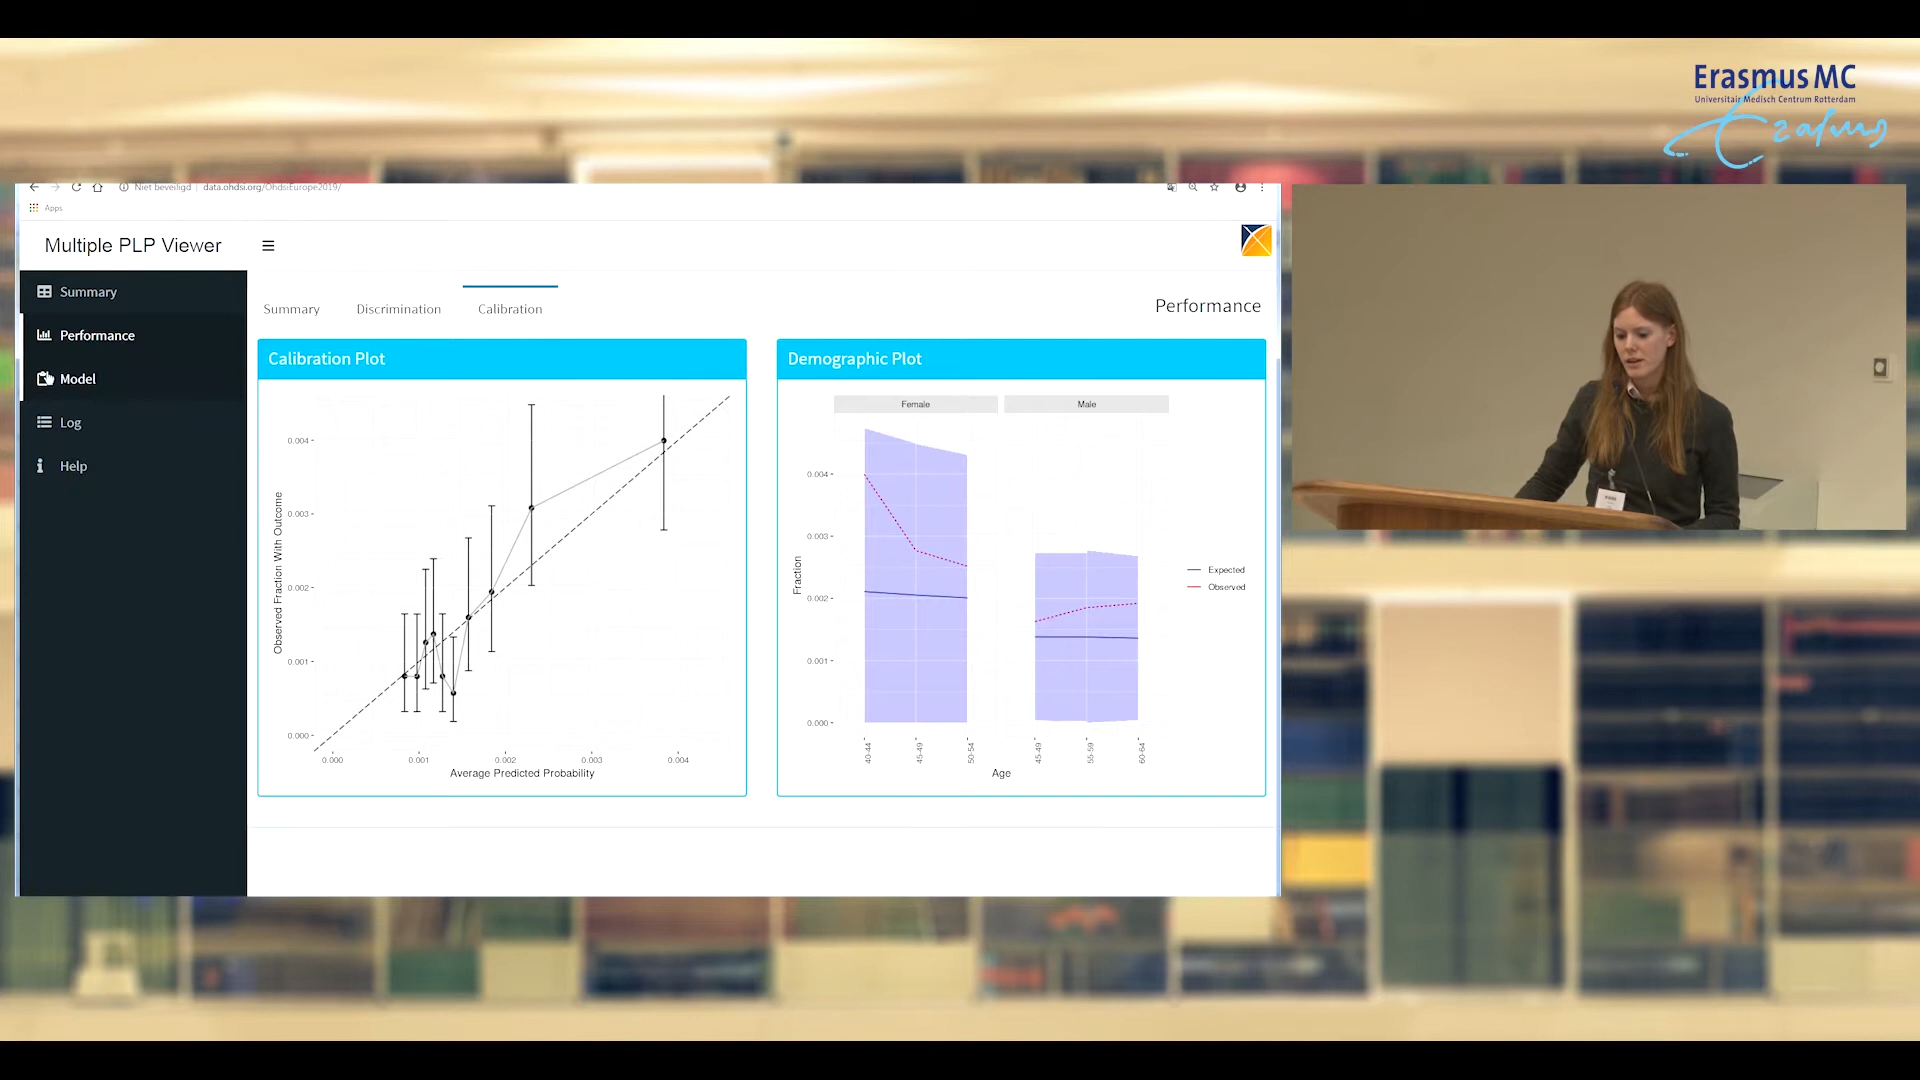 Erasmus MC
Universitair Medisch Centrum Rotterdam
Erasmus
Niet beveiligd | data.ohdsi.org/OhdsiEurope2019/
Apps
Multiple PLP Viewer
Summary
Performance
Model
Log
Help
Summary Discrimination Calibration
Performance
Calibration Plot
Observed Fraction With Outcome
0.004
0.003
0.002
0.001
0.000
0.000 0.001 0.002 0.003 0.004
Average Predicted Probability
Demographic Plot
Female Male
Fraction
0.004
0.003
0.002
0.001
0.000
40-44 45-49 50-54 45-49 55-59 60-64
Age
Expected
Observed